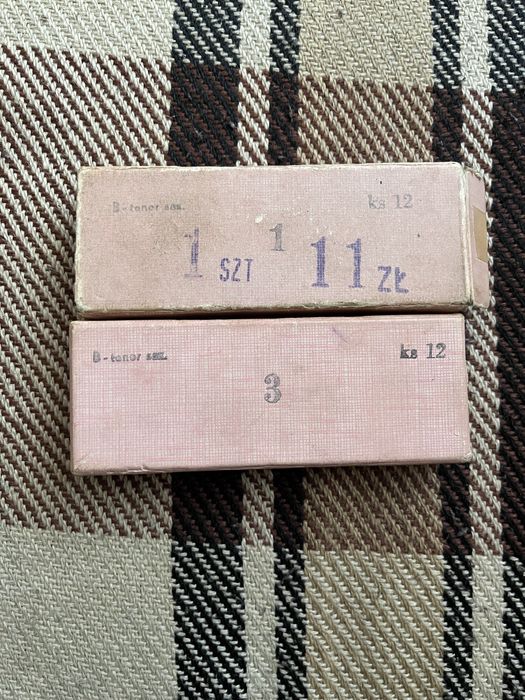 B - tenor sax. ks 12
1
1 SZT 11 ZŁ
B - tenor sax. ks 12
3